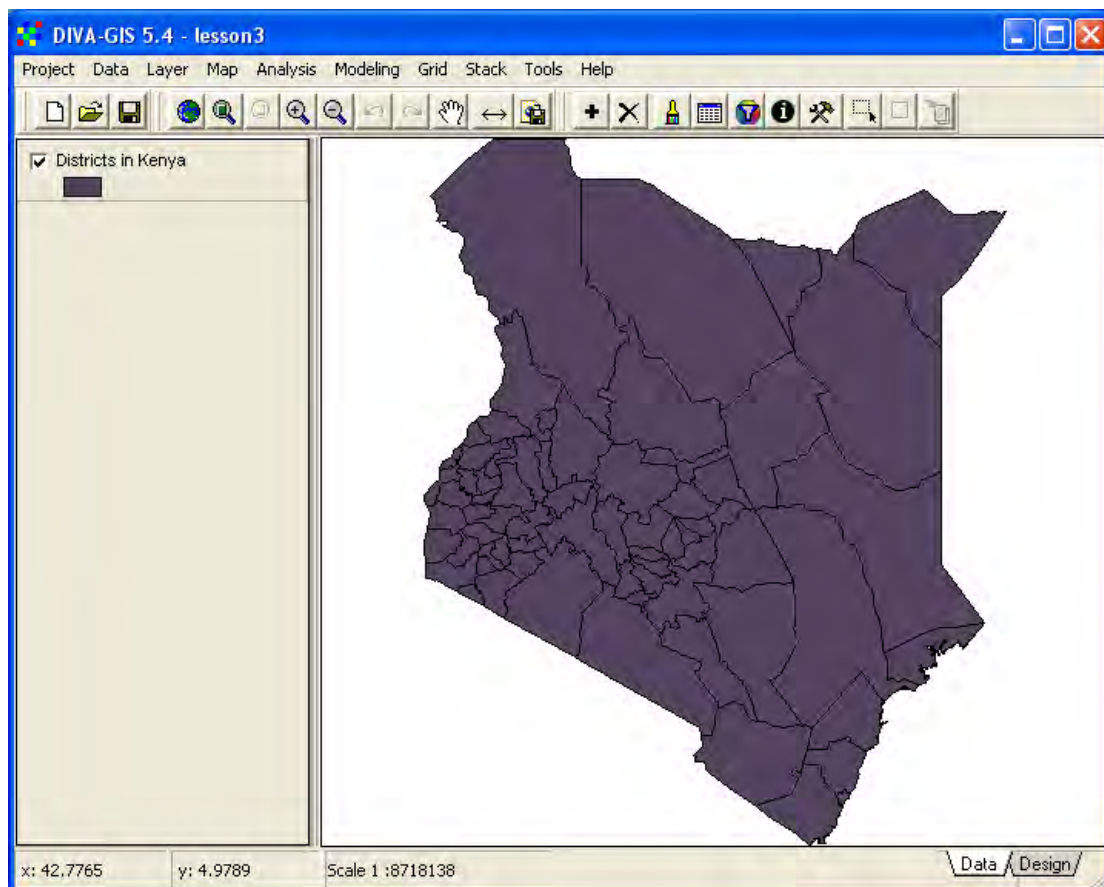 DIVA-GIS 5.4 - lesson3
Project Data Layer Map Analysis Modeling Grid Stack Tools Help
Districts in Kenya
x: 42.7765 y: 4.9789 Scale 1 :8718138 Data Design